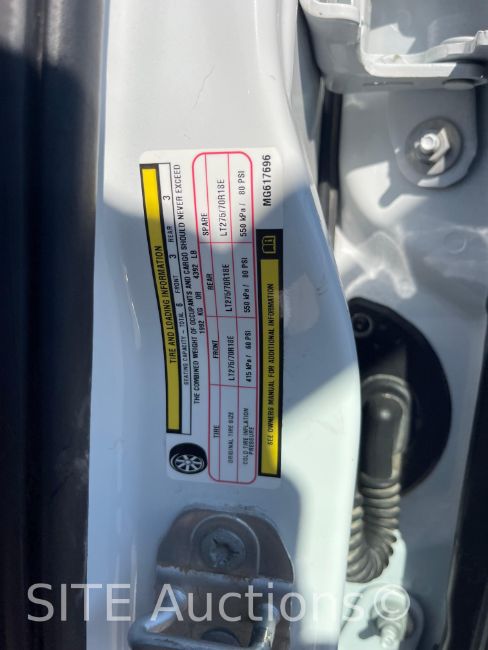 TIRE AND LOADING INFORMATION
SEATING CAPACITY - TOTAL 6 FRONT 3 REAR 3
THE COMBINED WEIGHT OF OCCUPANTS AND CARGO SHOULD NEVER EXCEED
1992 KG OR 4392 LB
TIRE FRONT REAR SPARE
ORIGINAL TIRE SIZE LT275/70R18E LT275/70R18E LT275/70R18E
COLD TIRE INFLATION PRESSURE 415 kPa / 60 PSI 550 kPa / 80 PSI 550 kPa / 80 PSI
SEE OWNERS MANUAL FOR ADDITIONAL INFORMATION
MG617696
SITE Auctions©